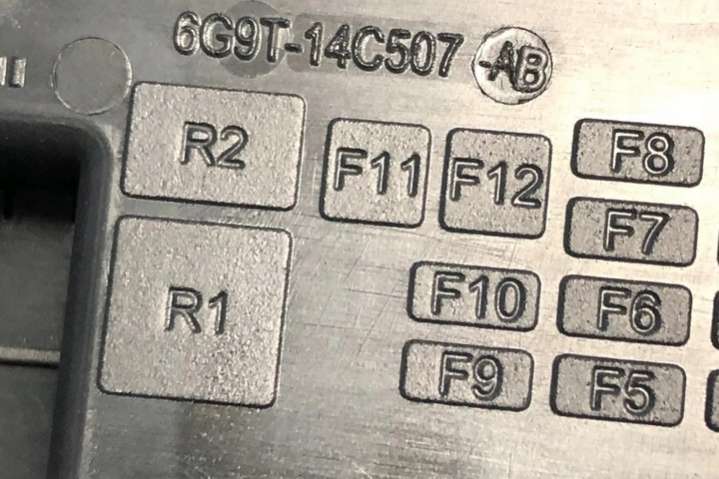 6G9T-14C507 -AB
R2 F11 F12 F8
F7
R1 F10 F6
F9 F5